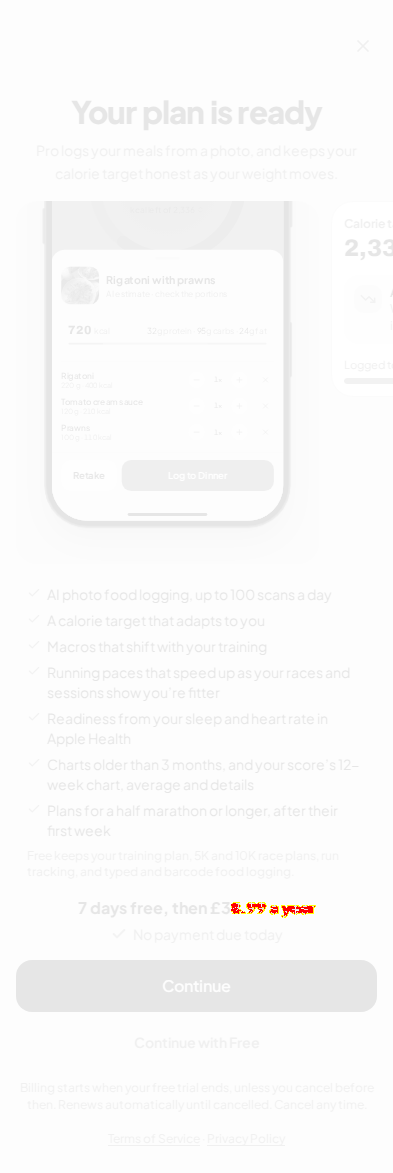 Your plan is ready
Pro logs your meals from a photo, and keeps your
calorie target honest as your weight moves
Calorie t
2,33
Rigatoni with prawns
720 kcal
Rigatoni
Tomato cream sauce
Prawns
Retake
Log to Dinner
Logged to
AI photo food logging, up to 100 scans a day
A calorie target that adapts to you
Macros that shift with your training
Running paces that speed up as your races and
sessions show you're fitter
Readiness from your sleep and heart rate in
Apple Health
Charts older than 3 months, and your score's 12–
week chart, average and details
Plans for a half marathon or longer, after their
first week
Free keeps your training plan, 5K and 10K race plans, run
tracking, and typed and barcode food logging.
7 days free, then £38.99 a year
No payment due today
Continue
Continue with Free
Billing starts when your free trial ends, unless you cancel before
then. Renews automatically until cancelled. Cancel any time.
Terms of Service · Privacy Policy